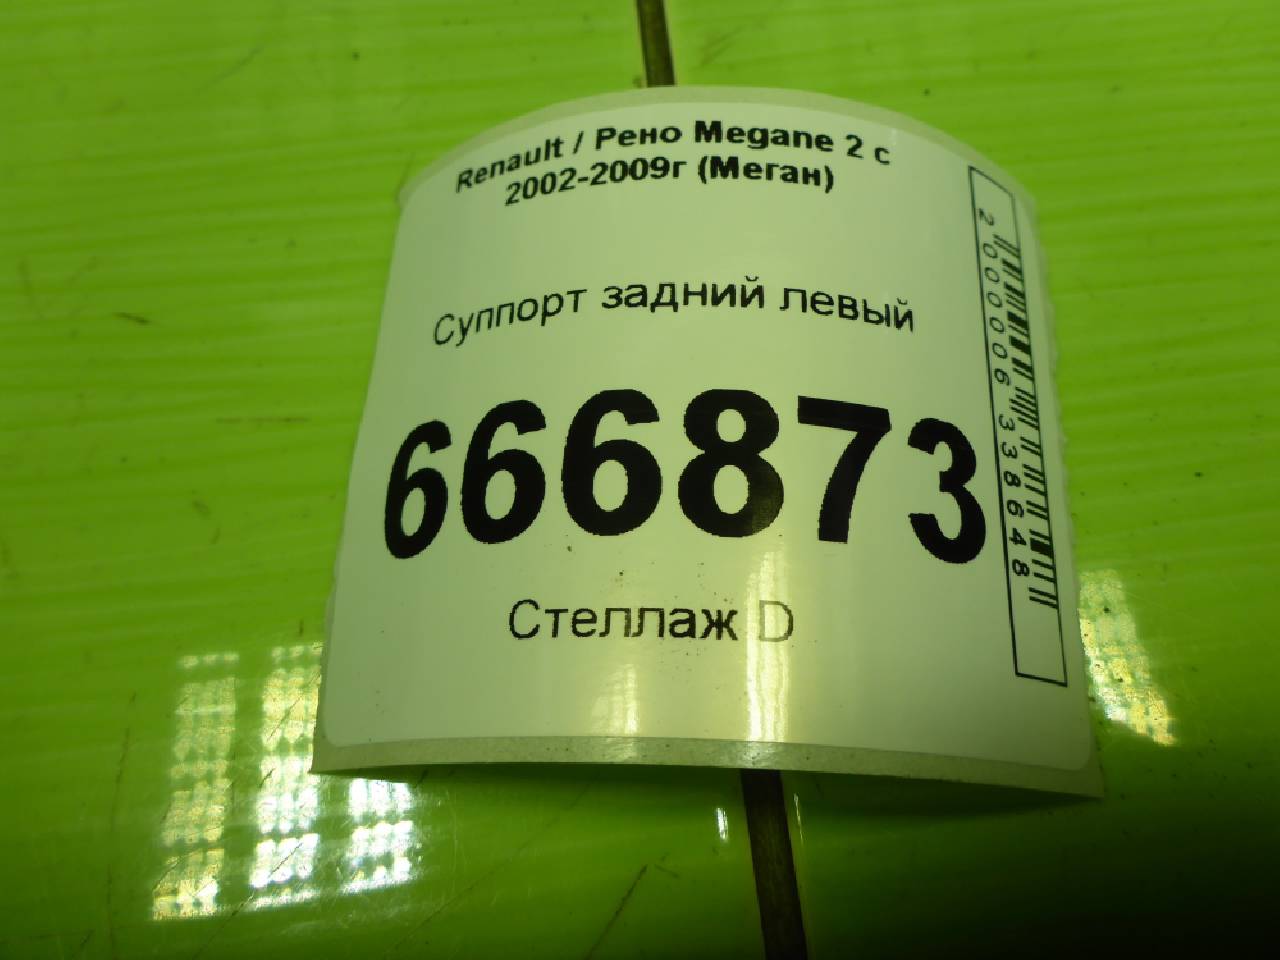 Renault / Рено Megane 2 с
2002-2009г (Меган)
Суппорт задний левый
666873
Стеллаж D
2000006338648